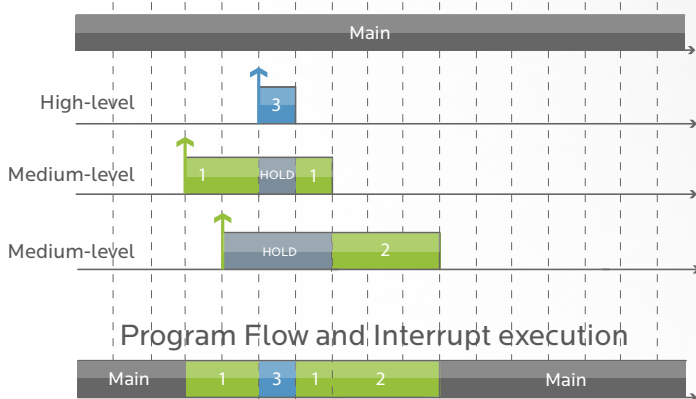 Main
High-level
3
Medium-level
1 HOLD 1
Medium-level
HOLD 2
Program Flow and Interrupt execution
Main 1 3 1 2 Main